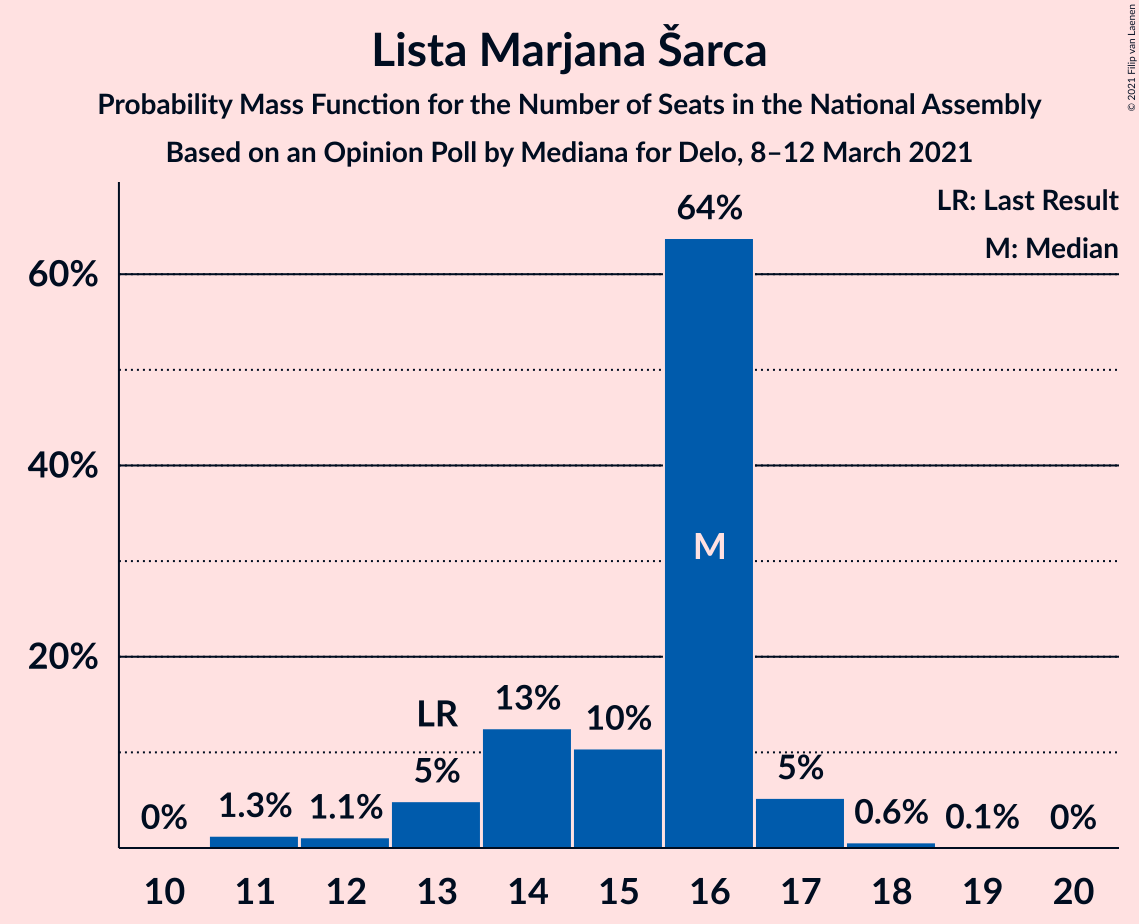 Lista Marjana Šarca
Probability Mass Function for the Number of Seats in the National Assembly
Based on an Opinion Poll by Mediana for Delo, 8–12 March 2021
© 2021 Filip van Laenen
LR: Last Result
M: Median
60%
40%
20%
0%
1.3%
1.1%
LR
5%
13%
10%
64%
M
5%
0.6%
0.1%
0%
10 11 12 13 14 15 16 17 18 19 20